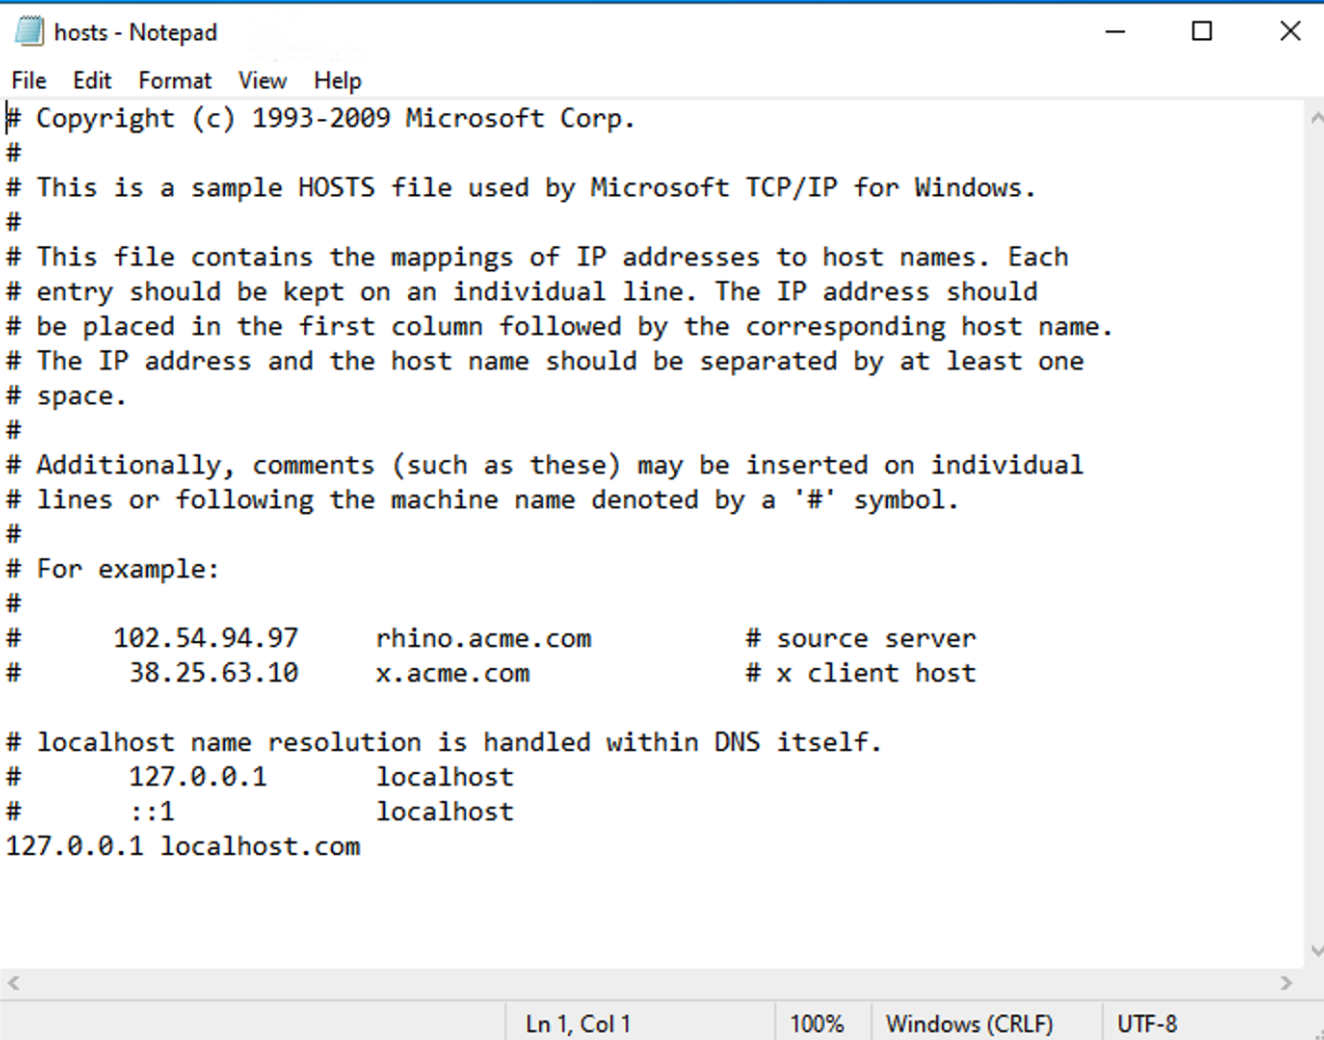 hosts - Notepad
File Edit Format View Help
# Copyright (c) 1993-2009 Microsoft Corp.
#
# This is a sample HOSTS file used by Microsoft TCP/IP for Windows.
#
# This file contains the mappings of IP addresses to host names. Each
# entry should be kept on an individual line. The IP address should
# be placed in the first column followed by the corresponding host name.
# The IP address and the host name should be separated by at least one
# space.
#
# Additionally, comments (such as these) may be inserted on individual
# lines or following the machine name denoted by a '#' symbol.
#
# For example:
#
#      102.54.94.97     rhino.acme.com          # source server
#       38.25.63.10     x.acme.com              # x client host

# localhost name resolution is handled within DNS itself.
#       127.0.0.1       localhost
#       ::1             localhost
127.0.0.1 localhost.com
Ln 1, Col 1 100% Windows (CRLF) UTF-8